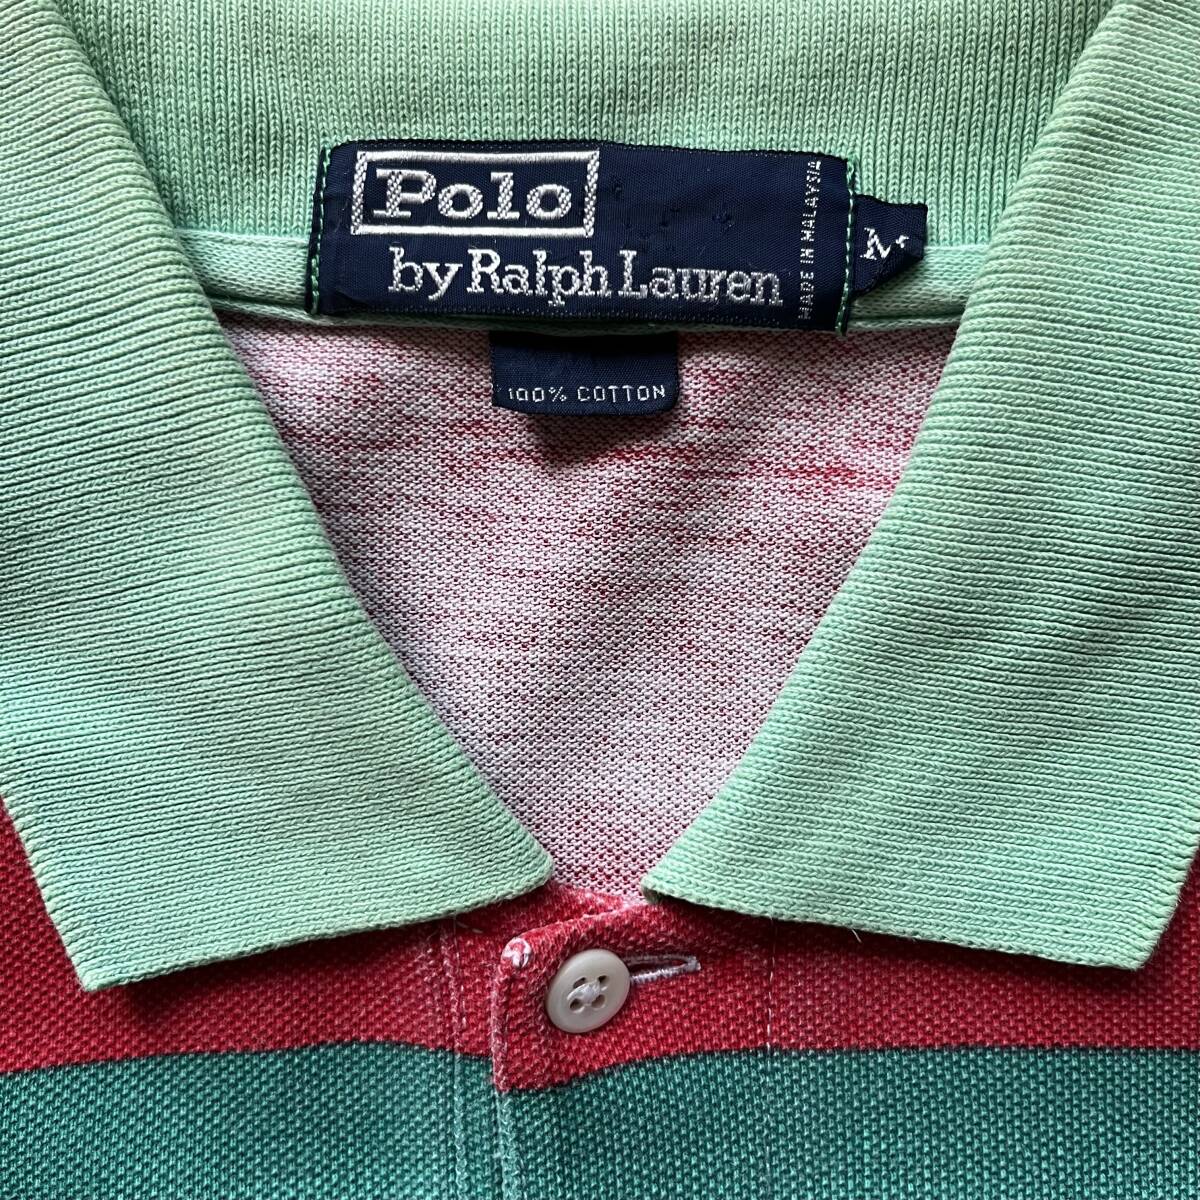 Polo
by Ralph Lauren
MADE IN MALAYSIA
M
100% COTTON